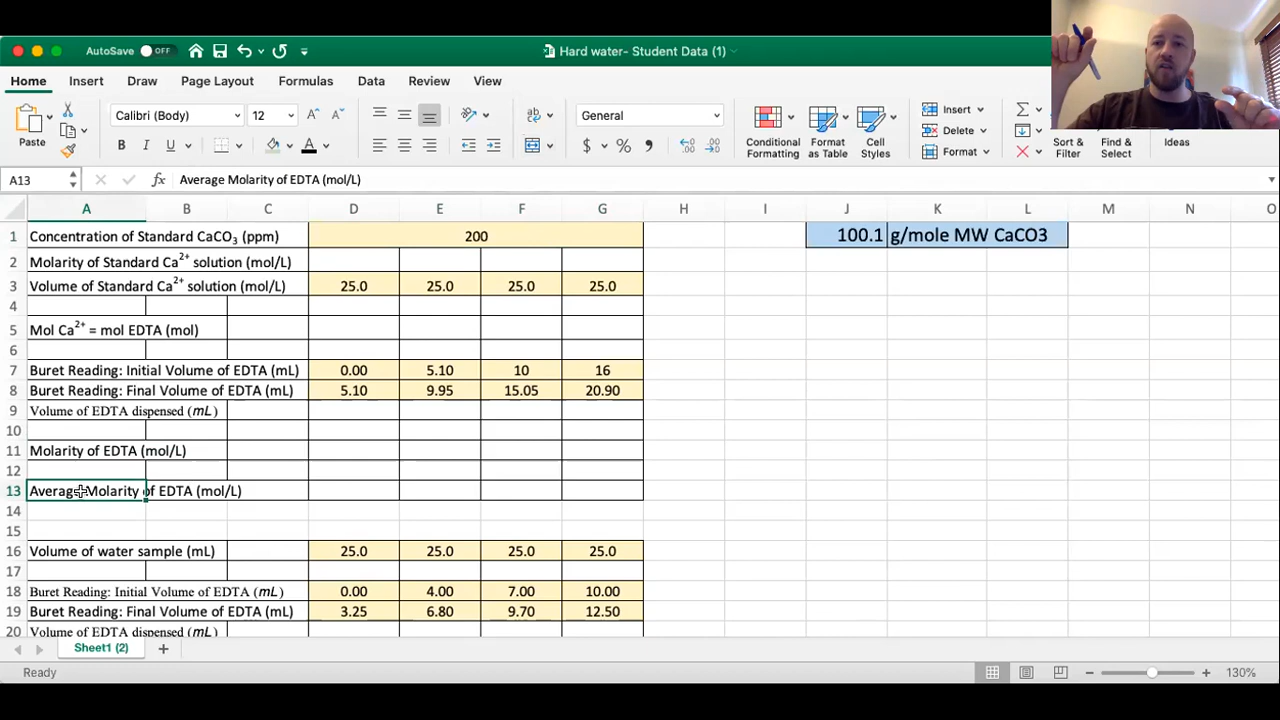 AutoSave OFF Hard water- Student Data (1)
Home Insert Draw Page Layout Formulas Data Review View
Paste Calibri (Body) 12 General Conditional Formatting Format as Table Cell Styles Insert Delete Format Sort & Filter Find & Select Ideas
A13 fx Average Molarity of EDTA (mol/L)
A B C D E F G H I J K L M N O
1 Concentration of Standard CaCO₃ (ppm) 200 100.1 g/mole MW CaCO3
2 Molarity of Standard Ca²⁺ solution (mol/L)
3 Volume of Standard Ca²⁺ solution (mol/L) 25.0 25.0 25.0 25.0
4
5 Mol Ca²⁺ = mol EDTA (mol)
6
7 Buret Reading: Initial Volume of EDTA (mL) 0.00 5.10 10 16
8 Buret Reading: Final Volume of EDTA (mL) 5.10 9.95 15.05 20.90
9 Volume of EDTA dispensed (mL)
10
11 Molarity of EDTA (mol/L)
12
13 Average Molarity of EDTA (mol/L)
14
15
16 Volume of water sample (mL) 25.0 25.0 25.0 25.0
17
18 Buret Reading: Initial Volume of EDTA (mL) 0.00 4.00 7.00 10.00
19 Buret Reading: Final Volume of EDTA (mL) 3.25 6.80 9.70 12.50
20 Volume of EDTA dispensed (mL)
Sheet1 (2)
Ready 130%